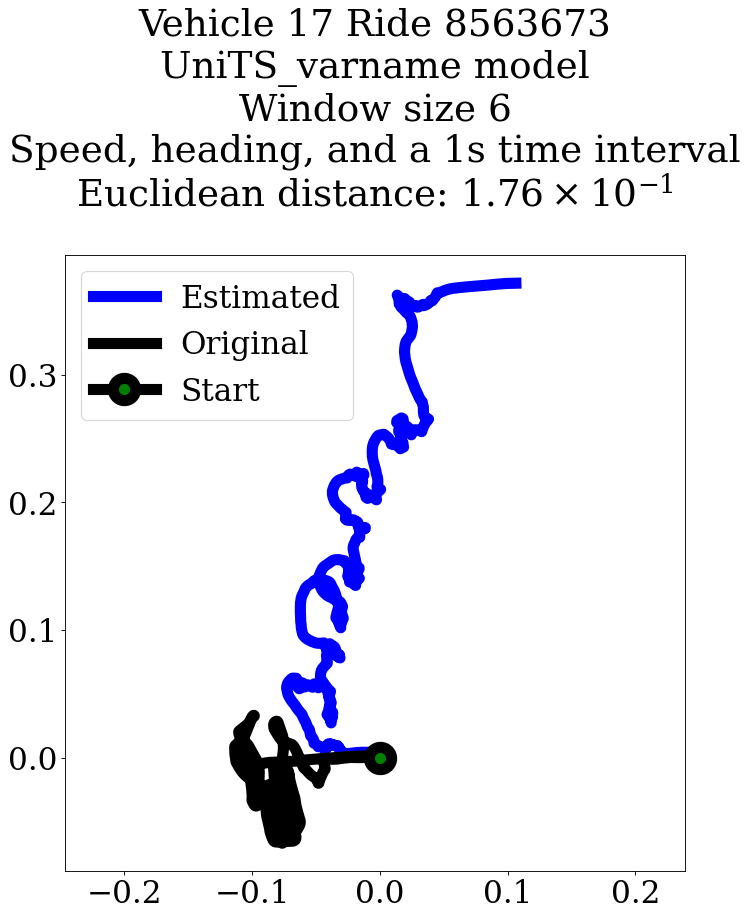 Vehicle 17 Ride 8563673
UniTS_varname model
Window size 6
Speed, heading, and a 1s time interval
Euclidean distance: 1.76 × 10⁻¹
Estimated
Original
Start
0.3
0.2
0.1
0.0
−0.2 −0.1 0.0 0.1 0.2